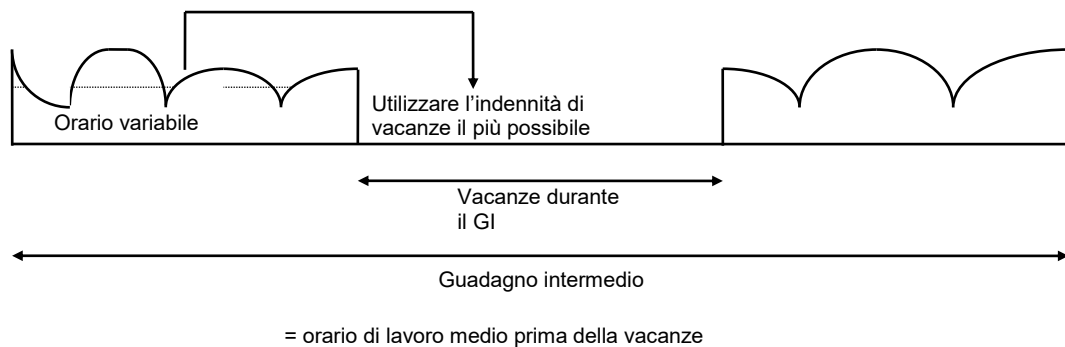 Utilizzare l’indennità di
vacanze il più possibile
Orario variabile
Vacanze durante
il GI
Guadagno intermedio
= orario di lavoro medio prima della vacanze